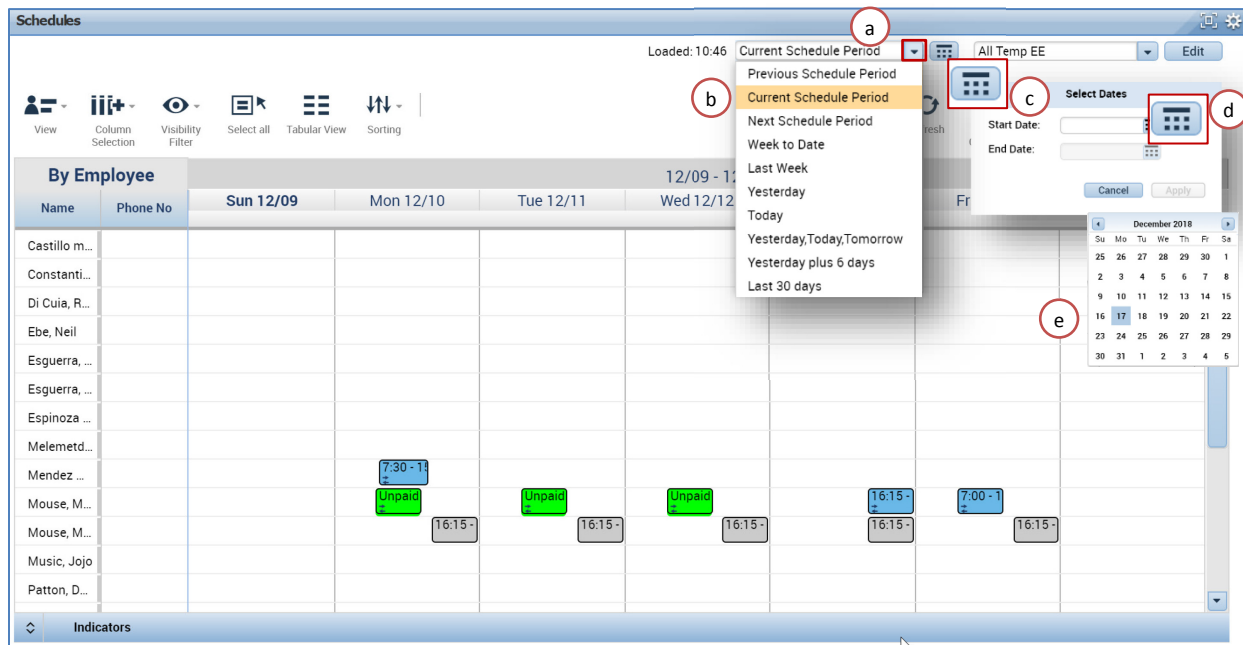 Schedules
a
Loaded: 10:46 Current Schedule Period All Temp EE Edit
Previous Schedule Period
b Current Schedule Period
Next Schedule Period
Week to Date
Last Week
Yesterday
Today
Yesterday,Today,Tomorrow
Yesterday plus 6 days
Last 30 days
c Select Dates d
Start Date:
End Date:
Cancel Apply
View Column Selection Visibility Filter Select all Tabular View Sorting
By Employee 12/09 - 1
Name Phone No Sun 12/09 Mon 12/10 Tue 12/11 Wed 12/12 Fr
December 2018
Su Mo Tu We Th Fr Sa
25 26 27 28 29 30 1
2 3 4 5 6 7 8
9 10 11 12 13 14 15
e 16 17 18 19 20 21 22
23 24 25 26 27 28 29
30 31 1 2 3 4 5
Castillo m...
Constanti...
Di Cuia, R...
Ebe, Neil
Esguerra, ...
Esguerra, ...
Espinoza ...
Melemetd...
Mendez ... 7:30 - 15
Mouse, M... Unpaid Unpaid Unpaid 16:15 - 7:00 - 1
Mouse, M... 16:15 - 16:15 - 16:15 - 16:15 - 16:15 -
Music, Jojo
Patton, D...
Indicators